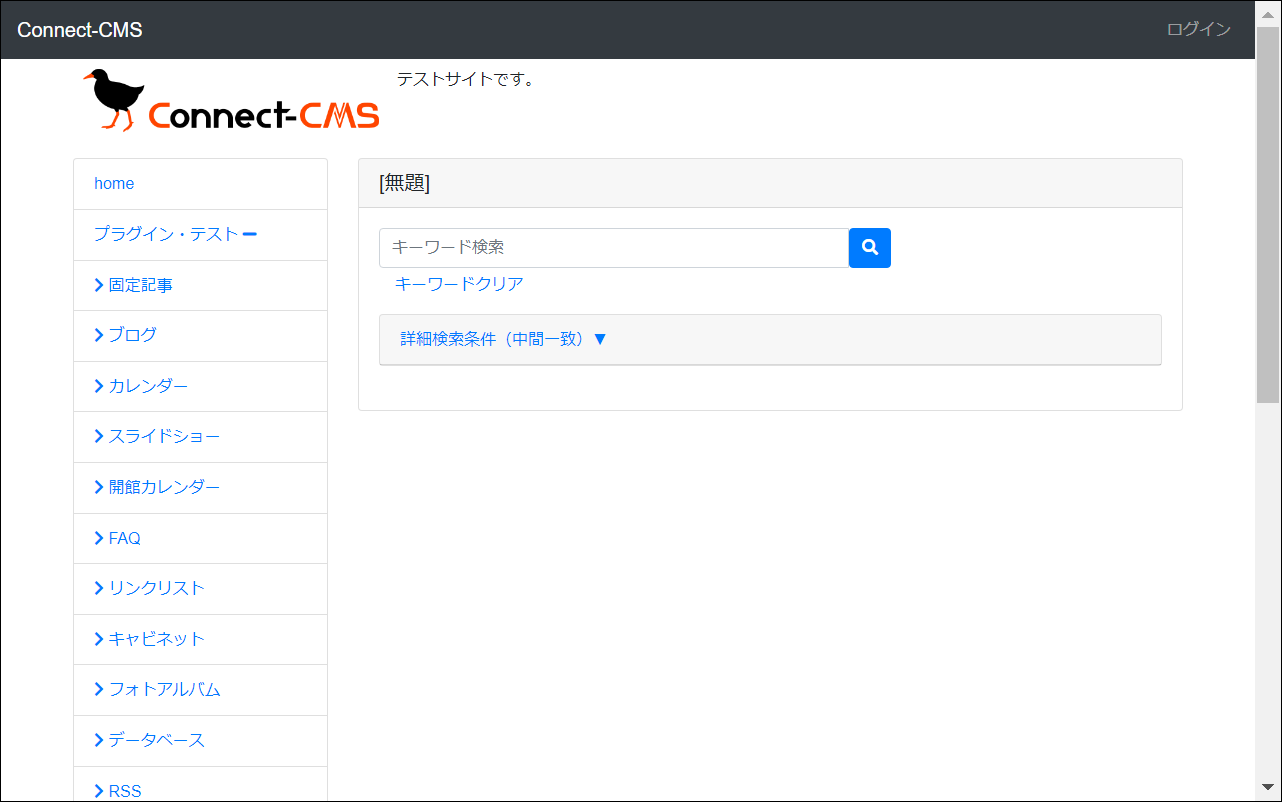 Connect-CMS
ログイン
Connect-CMS
テストサイトです。
home
プラグイン・テスト
固定記事
ブログ
カレンダー
スライドショー
開館カレンダー
FAQ
リンクリスト
キャビネット
フォトアルバム
データベース
RSS
[無題]
キーワード検索
キーワードクリア
詳細検索条件（中間一致）▼